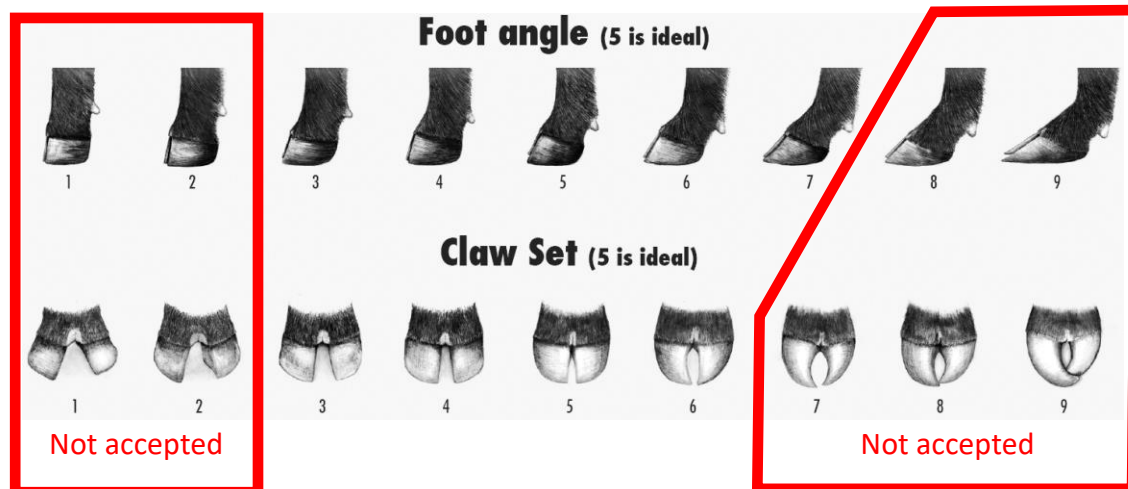 Foot angle (5 is ideal)
1 2 3 4 5 6 7 8 9
Claw Set (5 is ideal)
1 2 3 4 5 6 7 8 9
Not accepted Not accepted